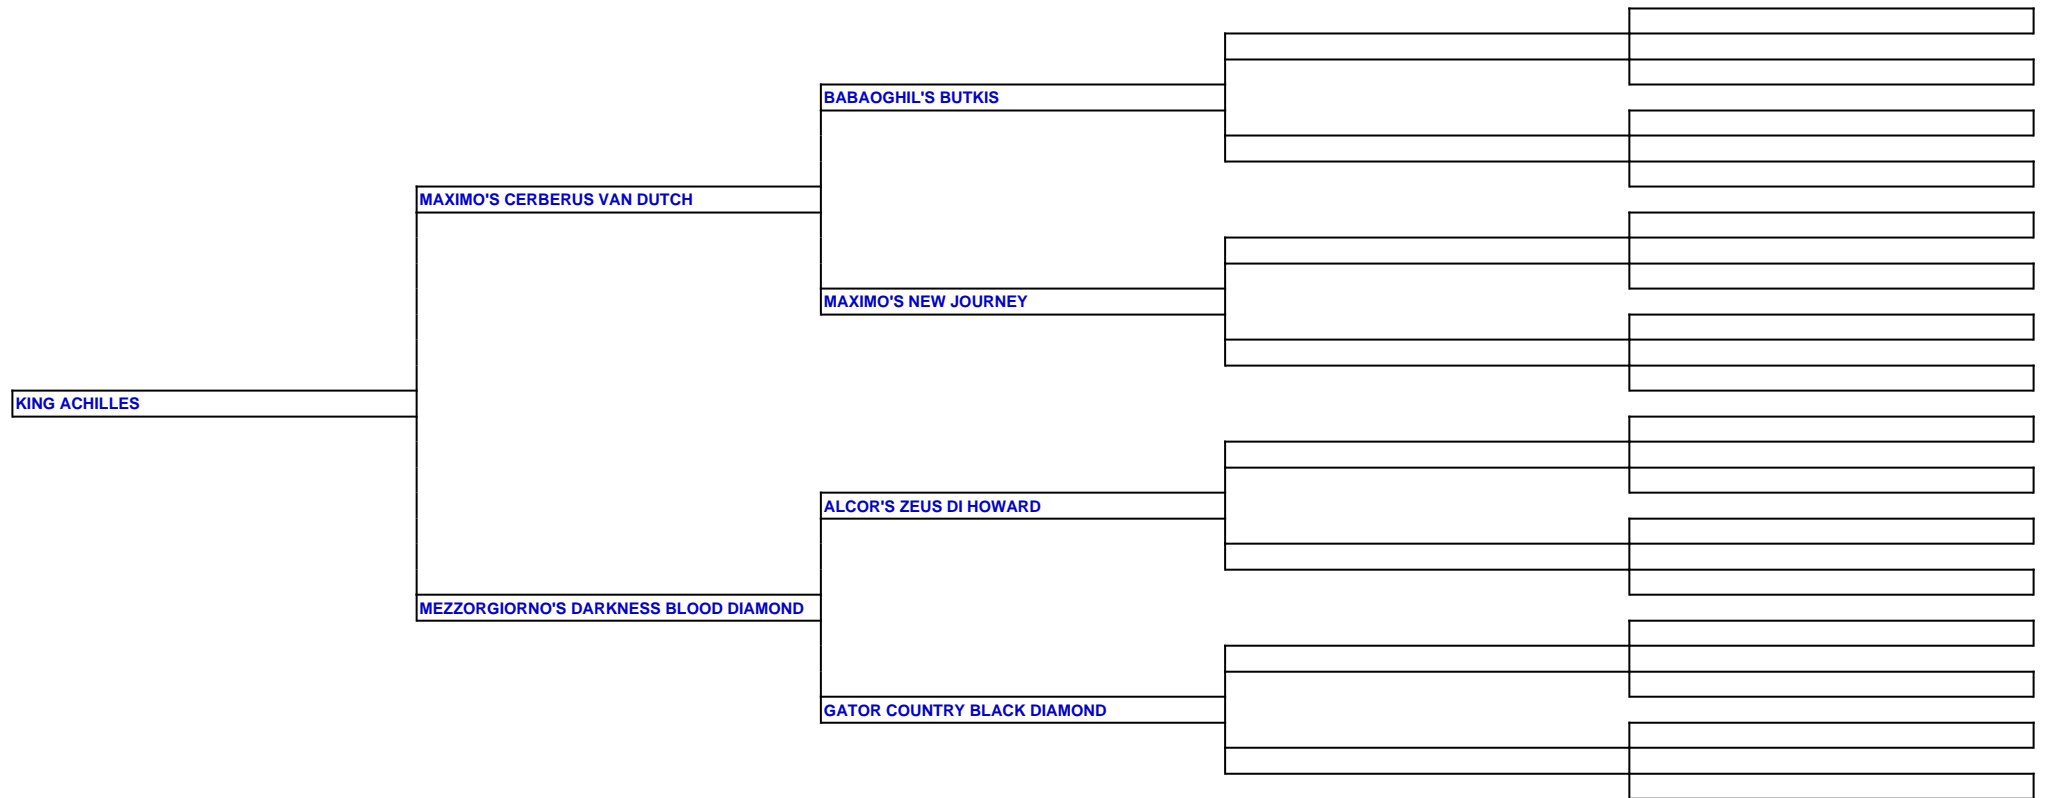 BABAOGHIL'S BUTKIS
MAXIMO'S CERBERUS VAN DUTCH
MAXIMO'S NEW JOURNEY
KING ACHILLES
ALCOR'S ZEUS DI HOWARD
MEZZORGIORNO'S DARKNESS BLOOD DIAMOND
GATOR COUNTRY BLACK DIAMOND